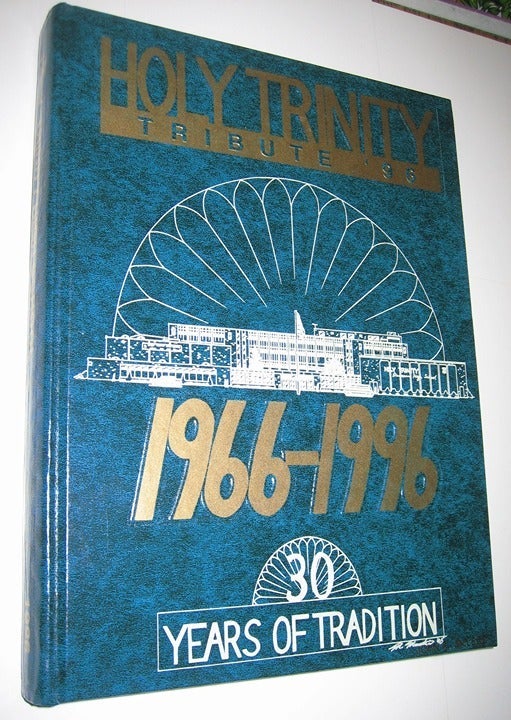 HOLY TRINITY
TRIBUTE '96
1966-1996
30
YEARS OF TRADITION